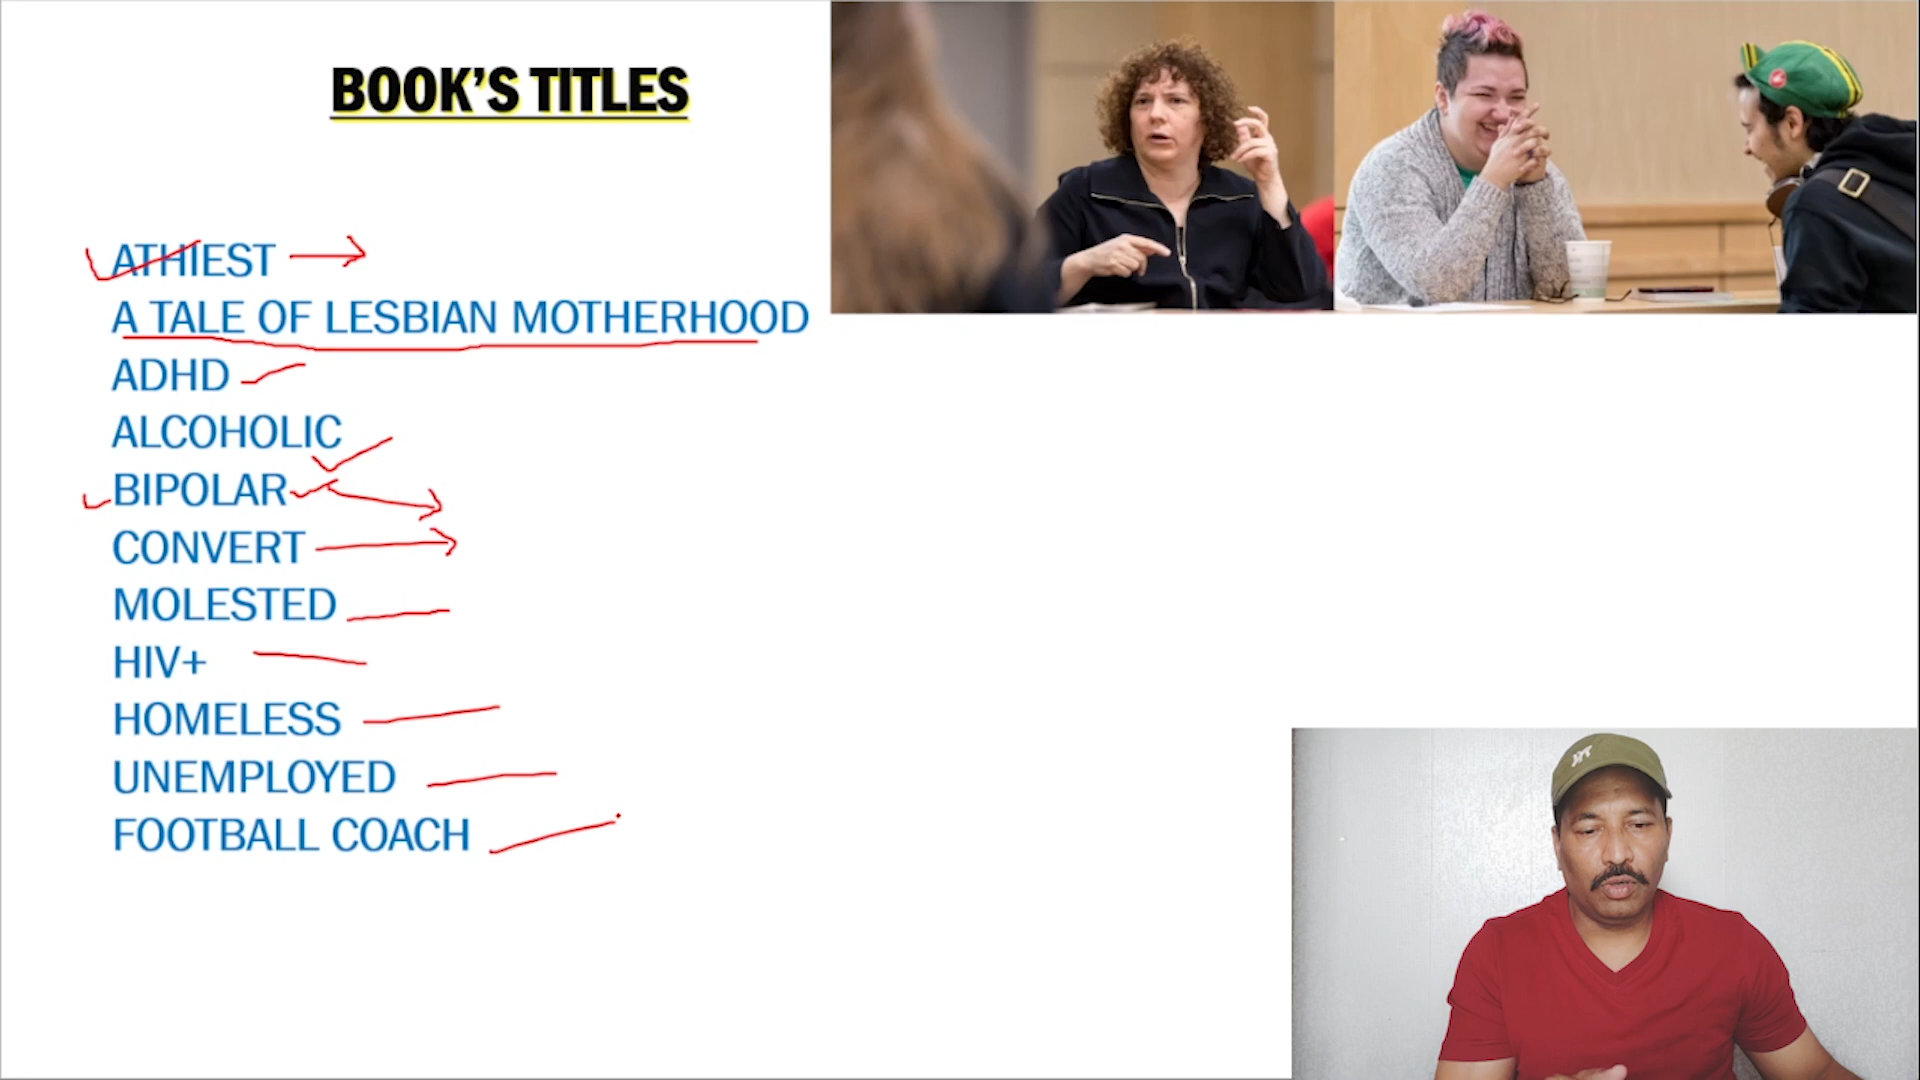 BOOK'S TITLES
ATHIEST
A TALE OF LESBIAN MOTHERHOOD
ADHD
ALCOHOLIC
BIPOLAR
CONVERT
MOLESTED
HIV+
HOMELESS
UNEMPLOYED
FOOTBALL COACH